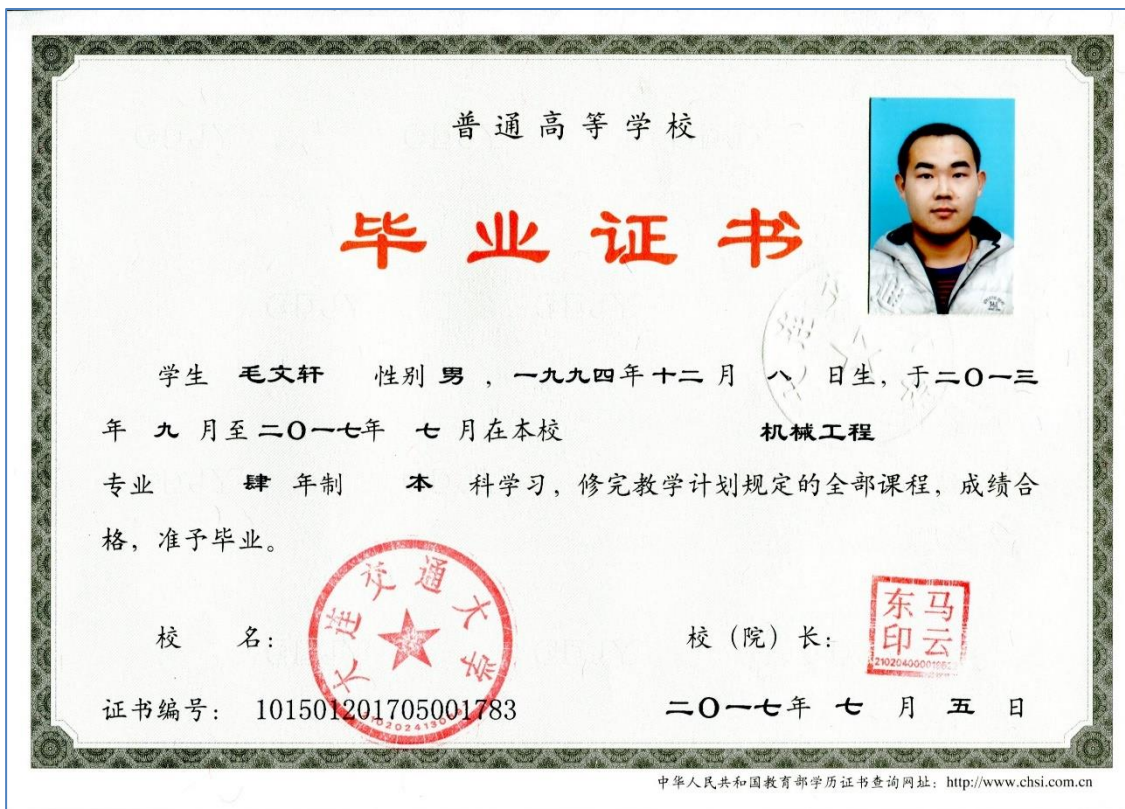 普通高等学校
毕业证书
学生 毛文轩 性别 男 ，一九九四年 十二 月 八 日生，于二〇一三
年 九 月至 二〇一七年 七 月在本校 机械工程
专业 肆 年制 本 科学习，修完教学计划规定的全部课程，成绩合
格，准予毕业。
校 名： 大连交通大学
校（院）长： 马云东印
证书编号： 101501201705001783
二〇一七年 七 月 五 日
中华人民共和国教育部学历证书查询网址：http://www.chsi.com.cn